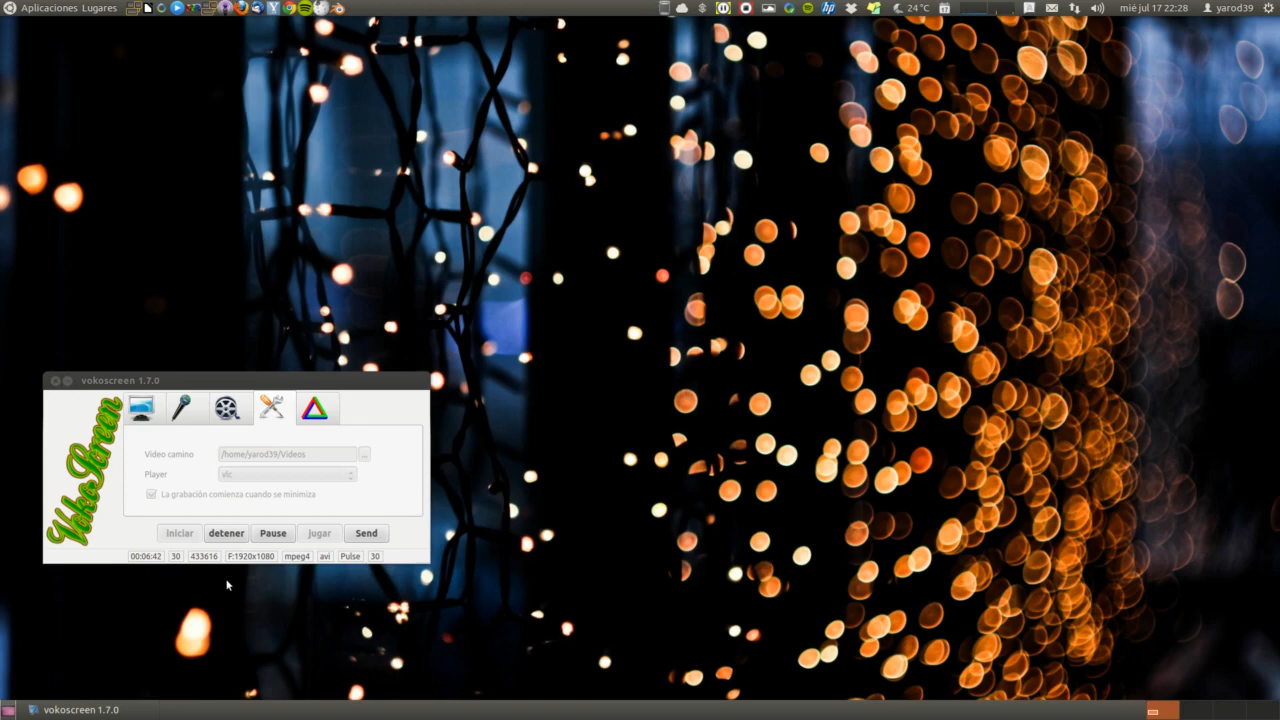 Aplicaciones Lugares
24 °C
mié jul 17 22:28
yarod39
vokoscreen 1.7.0
VokoScreen
Video camino
/home/yarod39/Videos
...
Player
vlc
La grabación comienza cuando se minimiza
Iniciar
detener
Pause
Jugar
Send
00:06:42
30
433616
F:1920x1080
mpeg4
avi
Pulse
30
vokoscreen 1.7.0